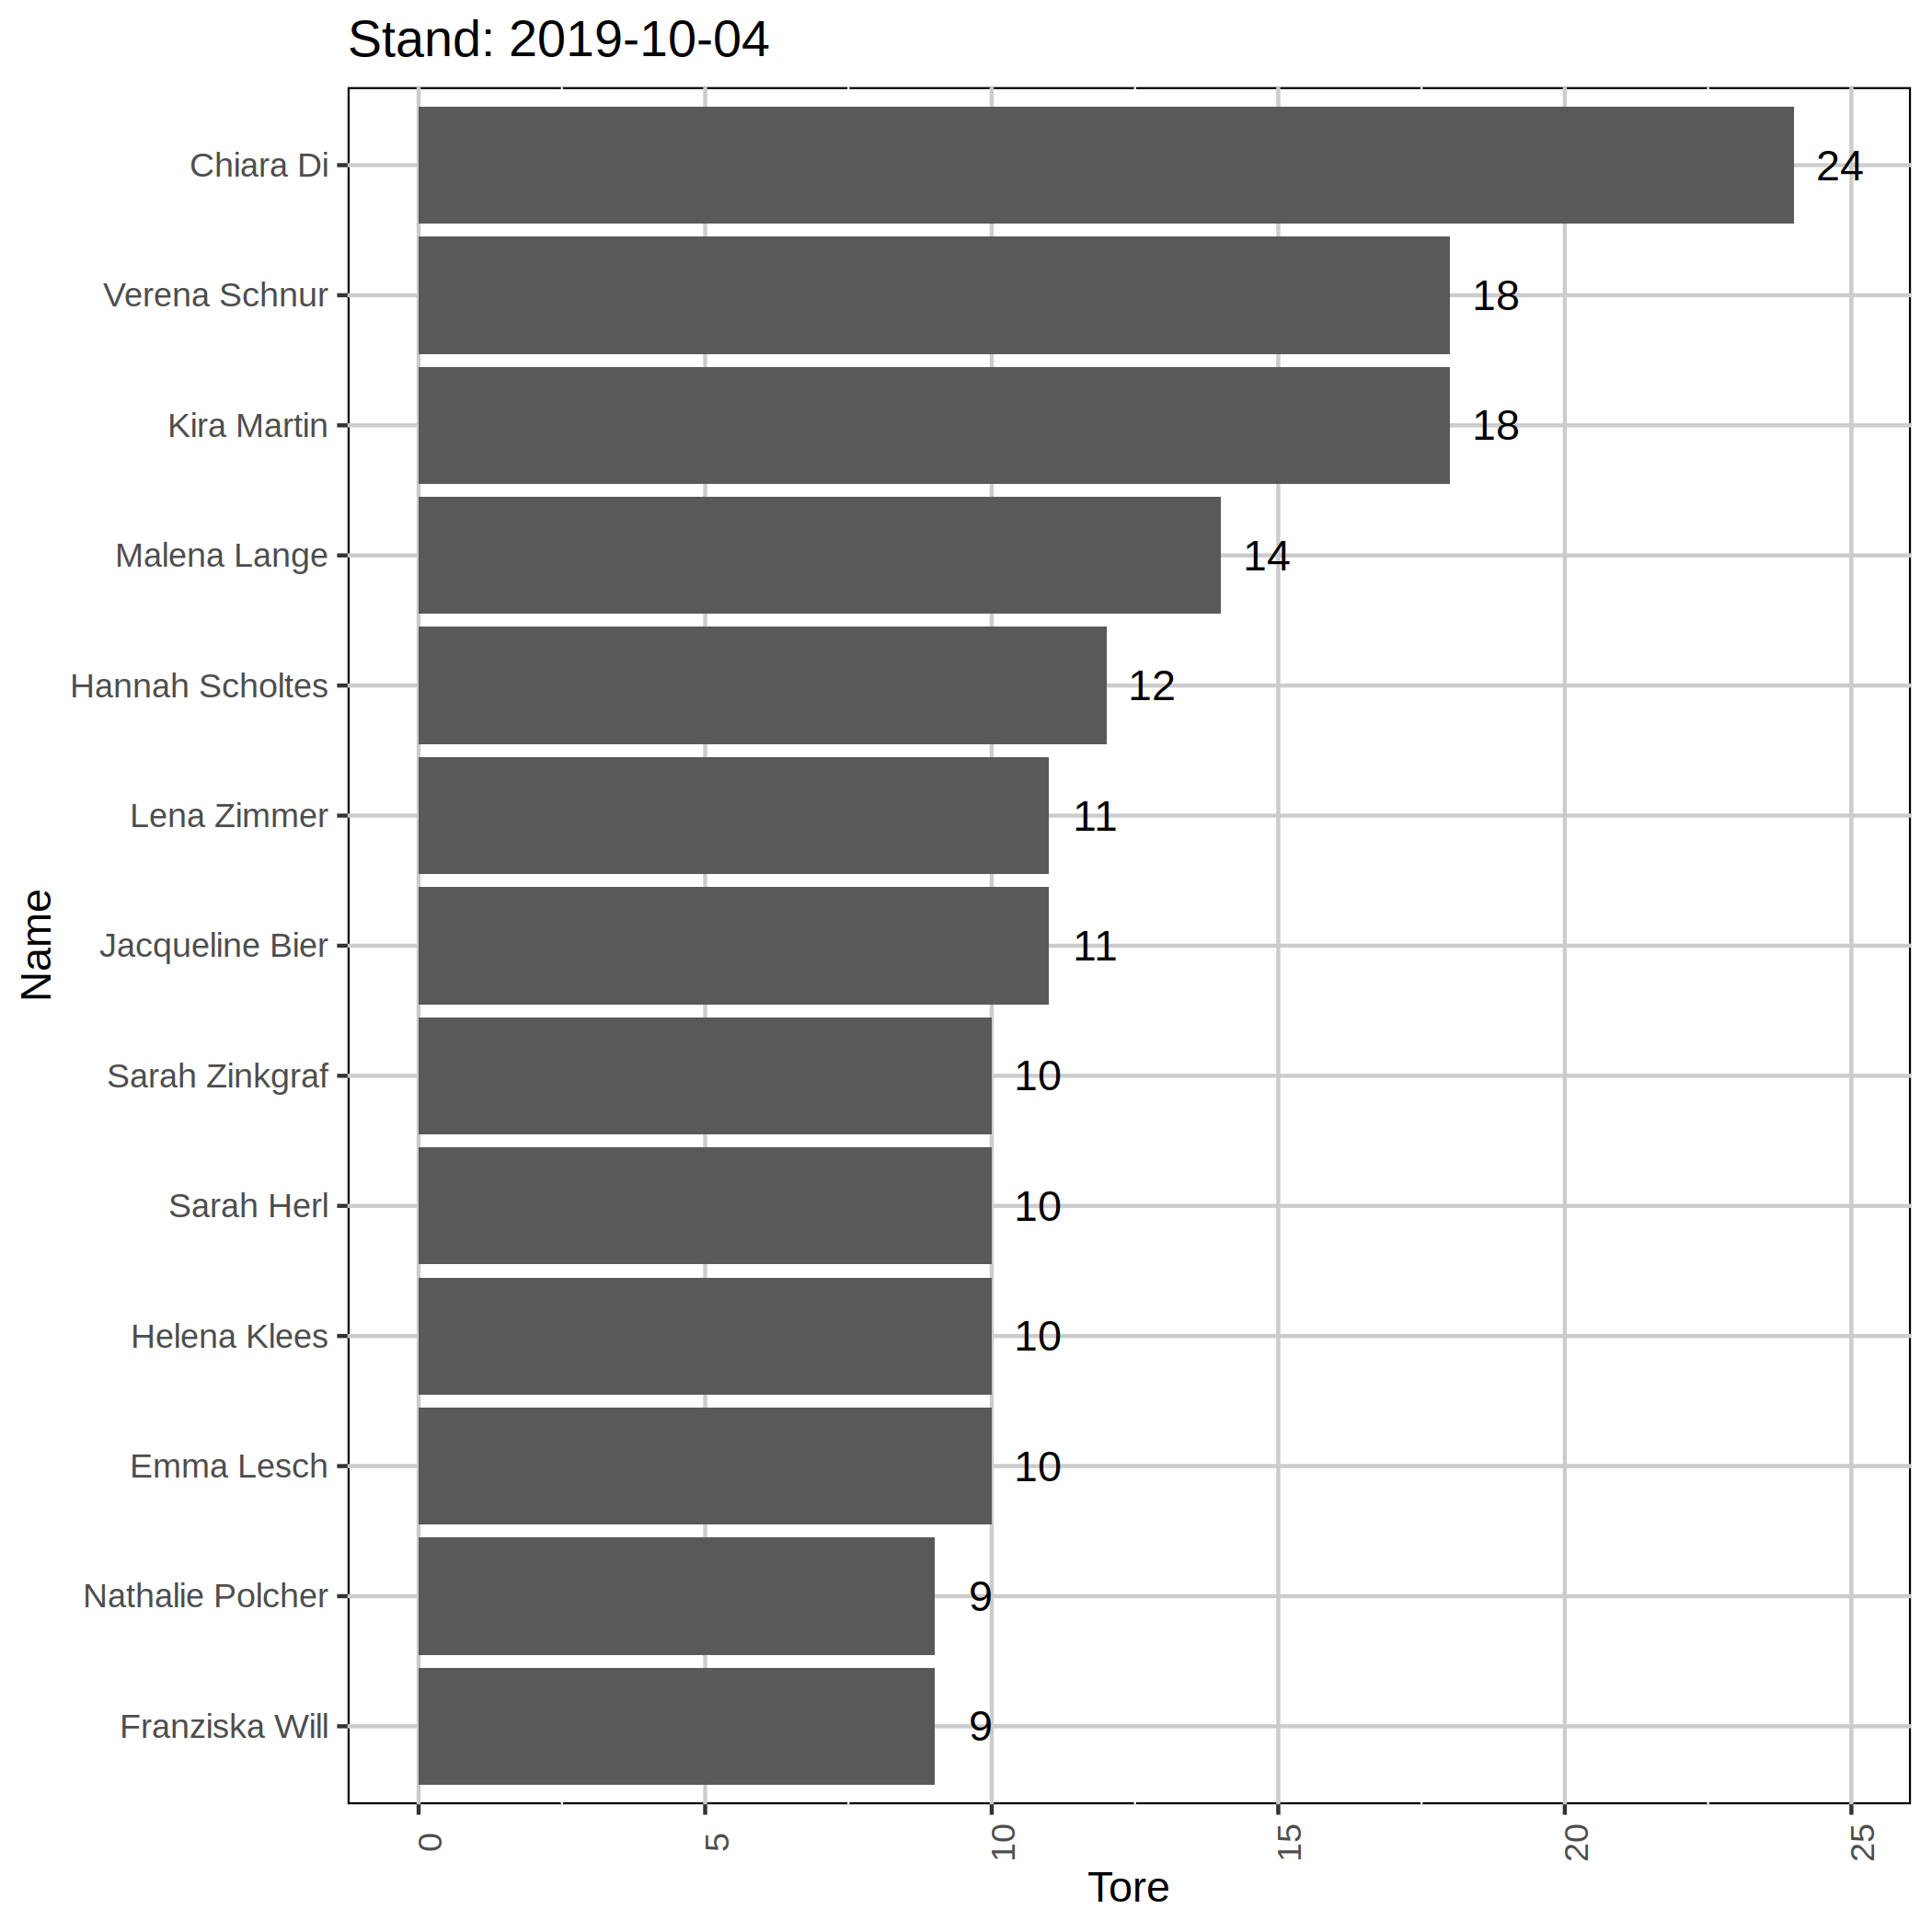 Stand: 2019-10-04
Chiara Di 24
Verena Schnur 18
Kira Martin 18
Malena Lange 14
Hannah Scholtes 12
Lena Zimmer 11
Jacqueline Bier 11
Sarah Zinkgraf 10
Sarah Herl 10
Helena Klees 10
Emma Lesch 10
Nathalie Polcher 9
Franziska Will 9
Name
0 5 10 15 20 25
Tore